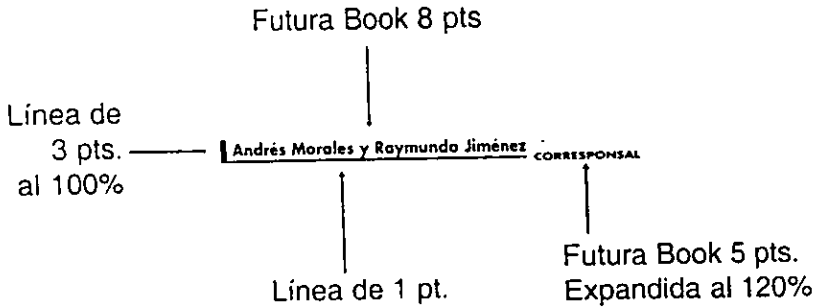 Futura Book 8 pts
Línea de
3 pts.
al 100%
Andrés Morales y Raymundo Jiménez CORRESPONSAL
Línea de 1 pt.
Futura Book 5 pts.
Expandida al 120%